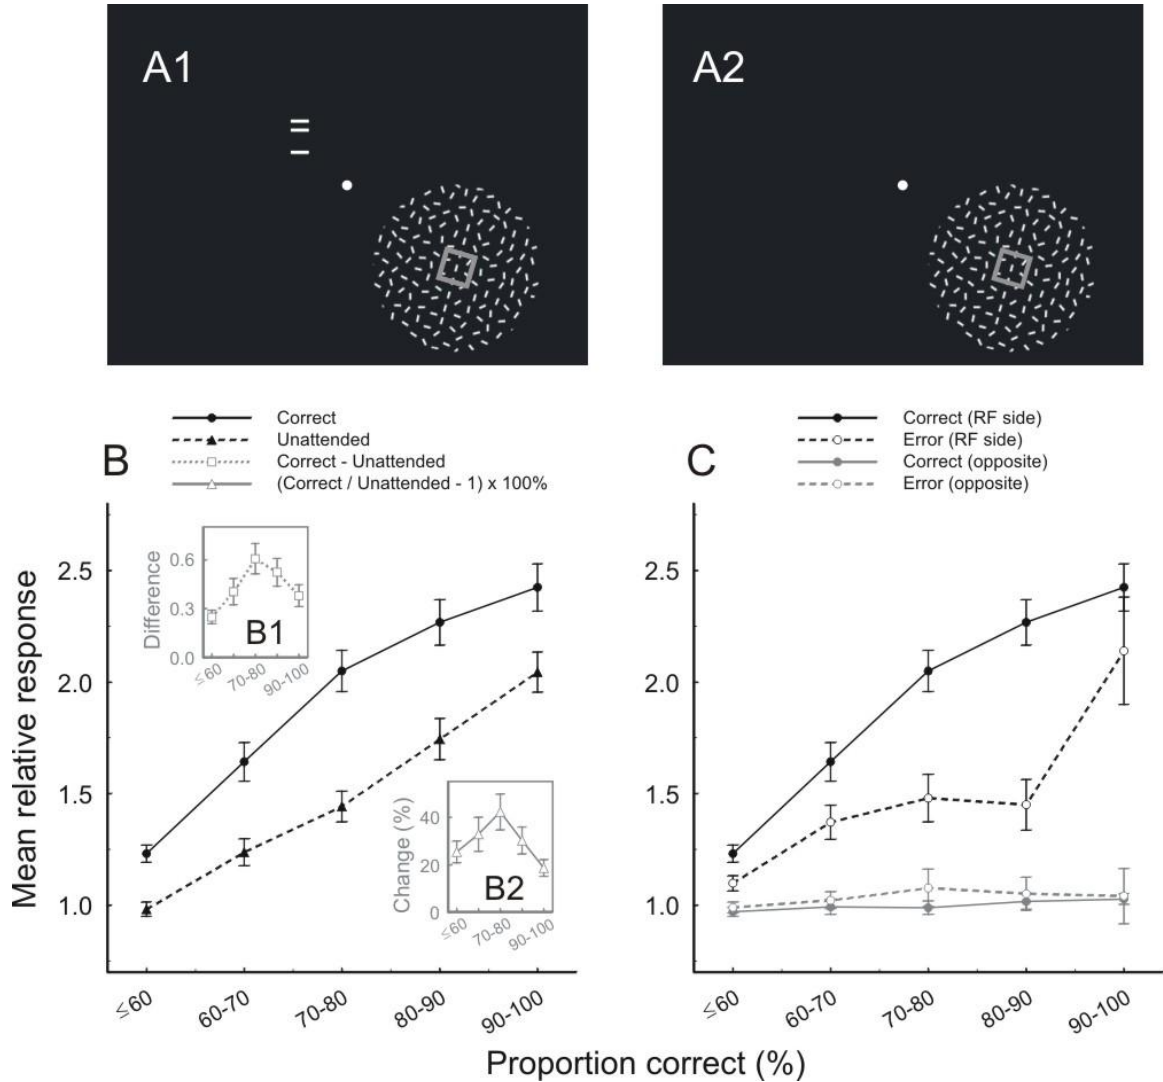 A1
A2
B
Correct
Unattended
Correct - Unattended
(Correct / Unattended - 1) x 100%
C
Correct (RF side)
Error (RF side)
Correct (opposite)
Error (opposite)
Mean relative response
2.5
2.0
1.5
1.0
Difference
0.6
0.3
0.0
B1
≤60
70-80
90-100
Change (%)
40
20
0
B2
≤60
70-80
90-100
≤60
60-70
70-80
80-90
90-100
2.5
2.0
1.5
1.0
≤60
60-70
70-80
80-90
90-100
Proportion correct (%)